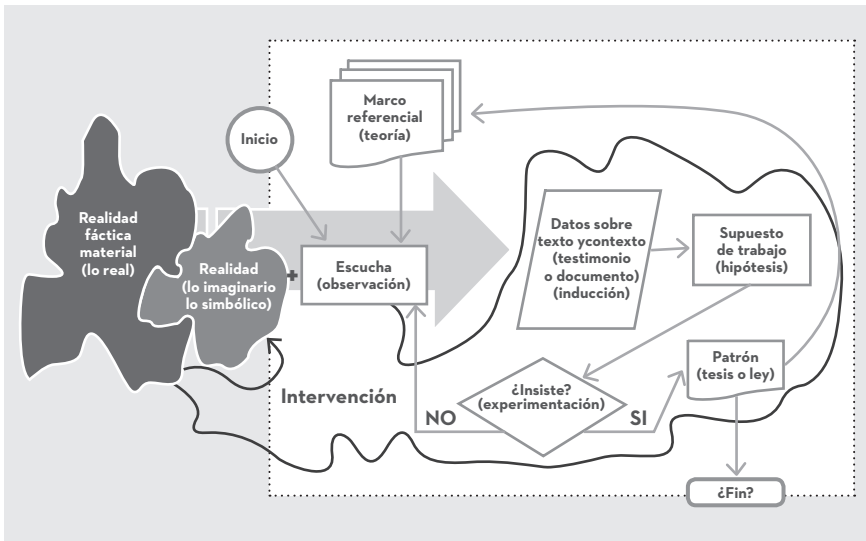 Marco
referencial
(teoría)
Inicio
Realidad
fáctica
material
(lo real)
Realidad
(lo imaginario
lo simbólico)
+
Escucha
(observación)
Datos sobre
texto ycontexto
(testimonio
o documento)
(inducción)
Supuesto
de trabajo
(hipótesis)
Intervención
¿Insiste?
(experimentación)
NO
SI
Patrón
(tesis o ley)
¿Fin?